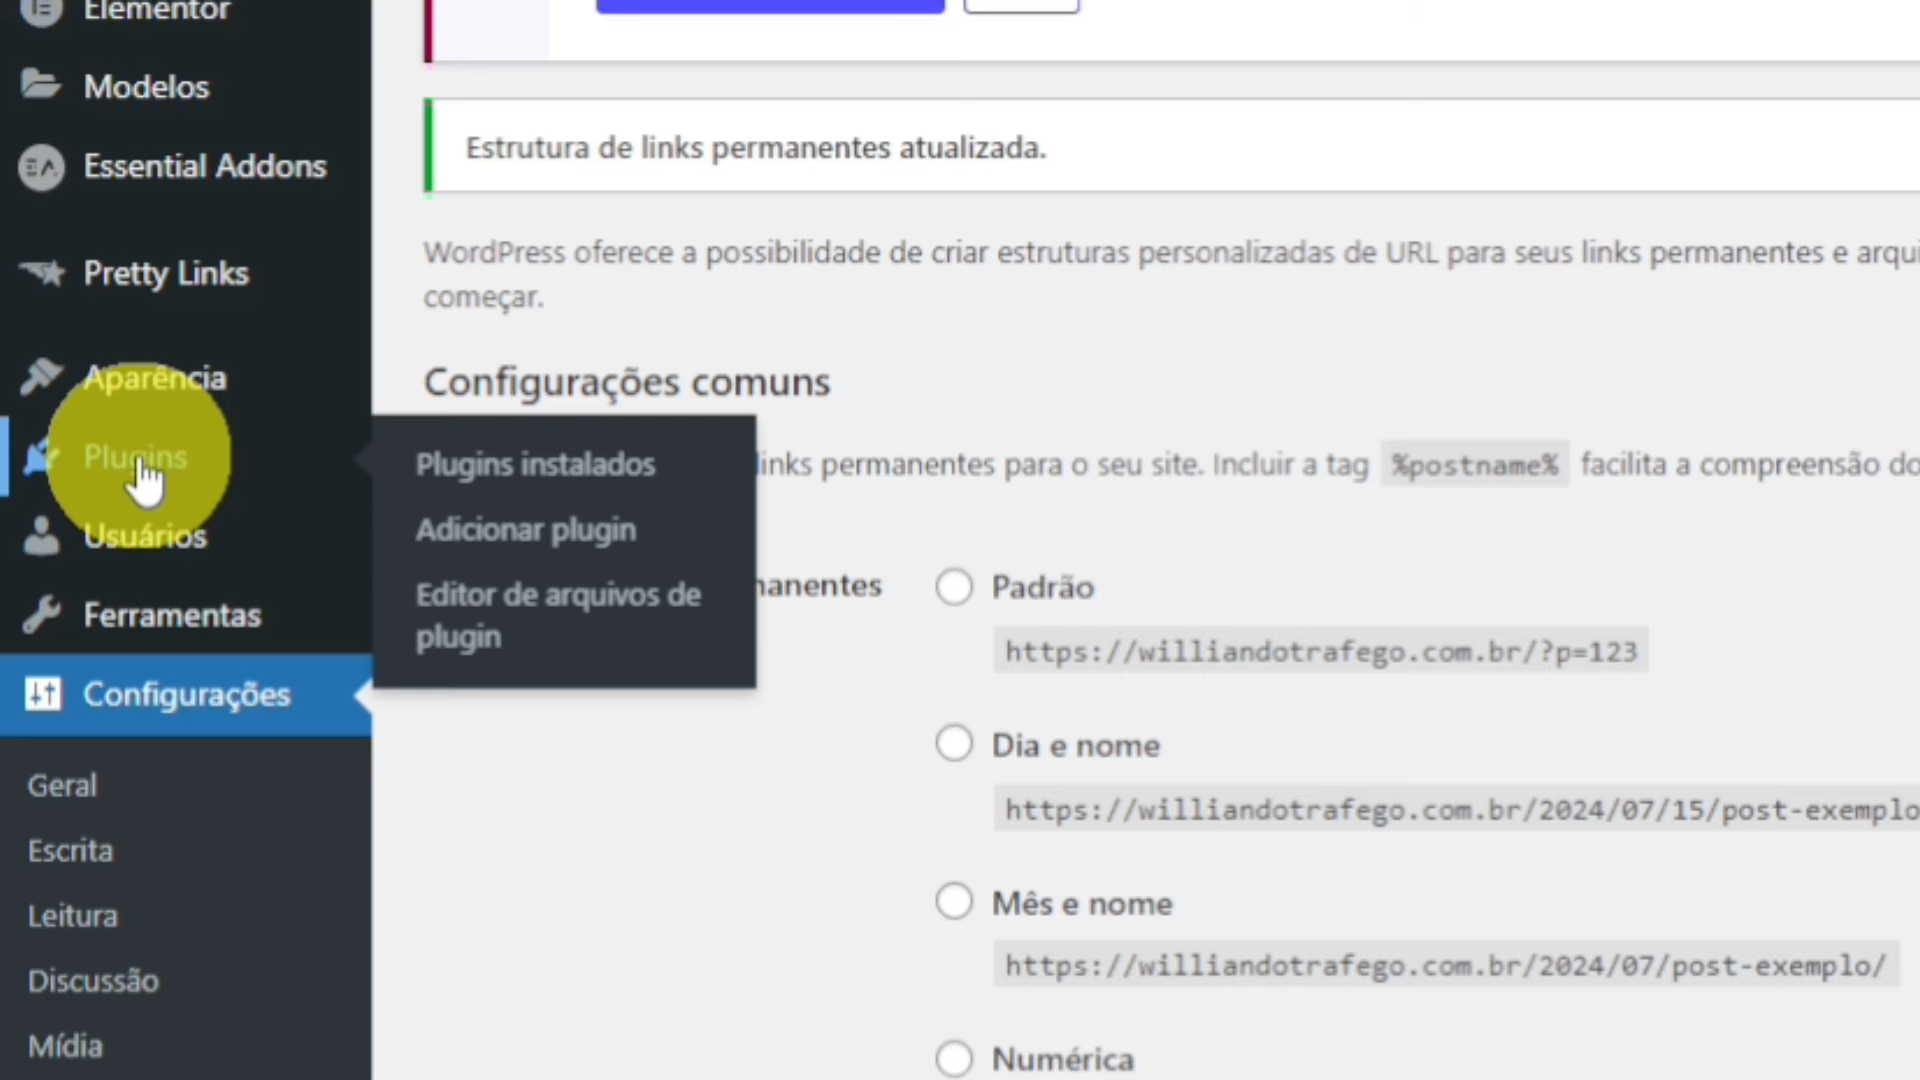 Elementor
Modelos
Essential Addons
Pretty Links
Aparência
Plugins
Usuários
Ferramentas
Configurações
Geral
Escrita
Leitura
Discussão
Mídia
Plugins instalados
Adicionar plugin
Editor de arquivos de
plugin
Estrutura de links permanentes atualizada.
WordPress oferece a possibilidade de criar estruturas personalizadas de URL para seus links permanentes e arqui
começar.
Configurações comuns
links permanentes para o seu site. Incluir a tag %postname% facilita a compreensão do
manentes
Padrão
https://williandotrafego.com.br/?p=123
Dia e nome
https://williandotrafego.com.br/2024/07/15/post-exemplo
Mês e nome
https://williandotrafego.com.br/2024/07/post-exemplo/
Numérica